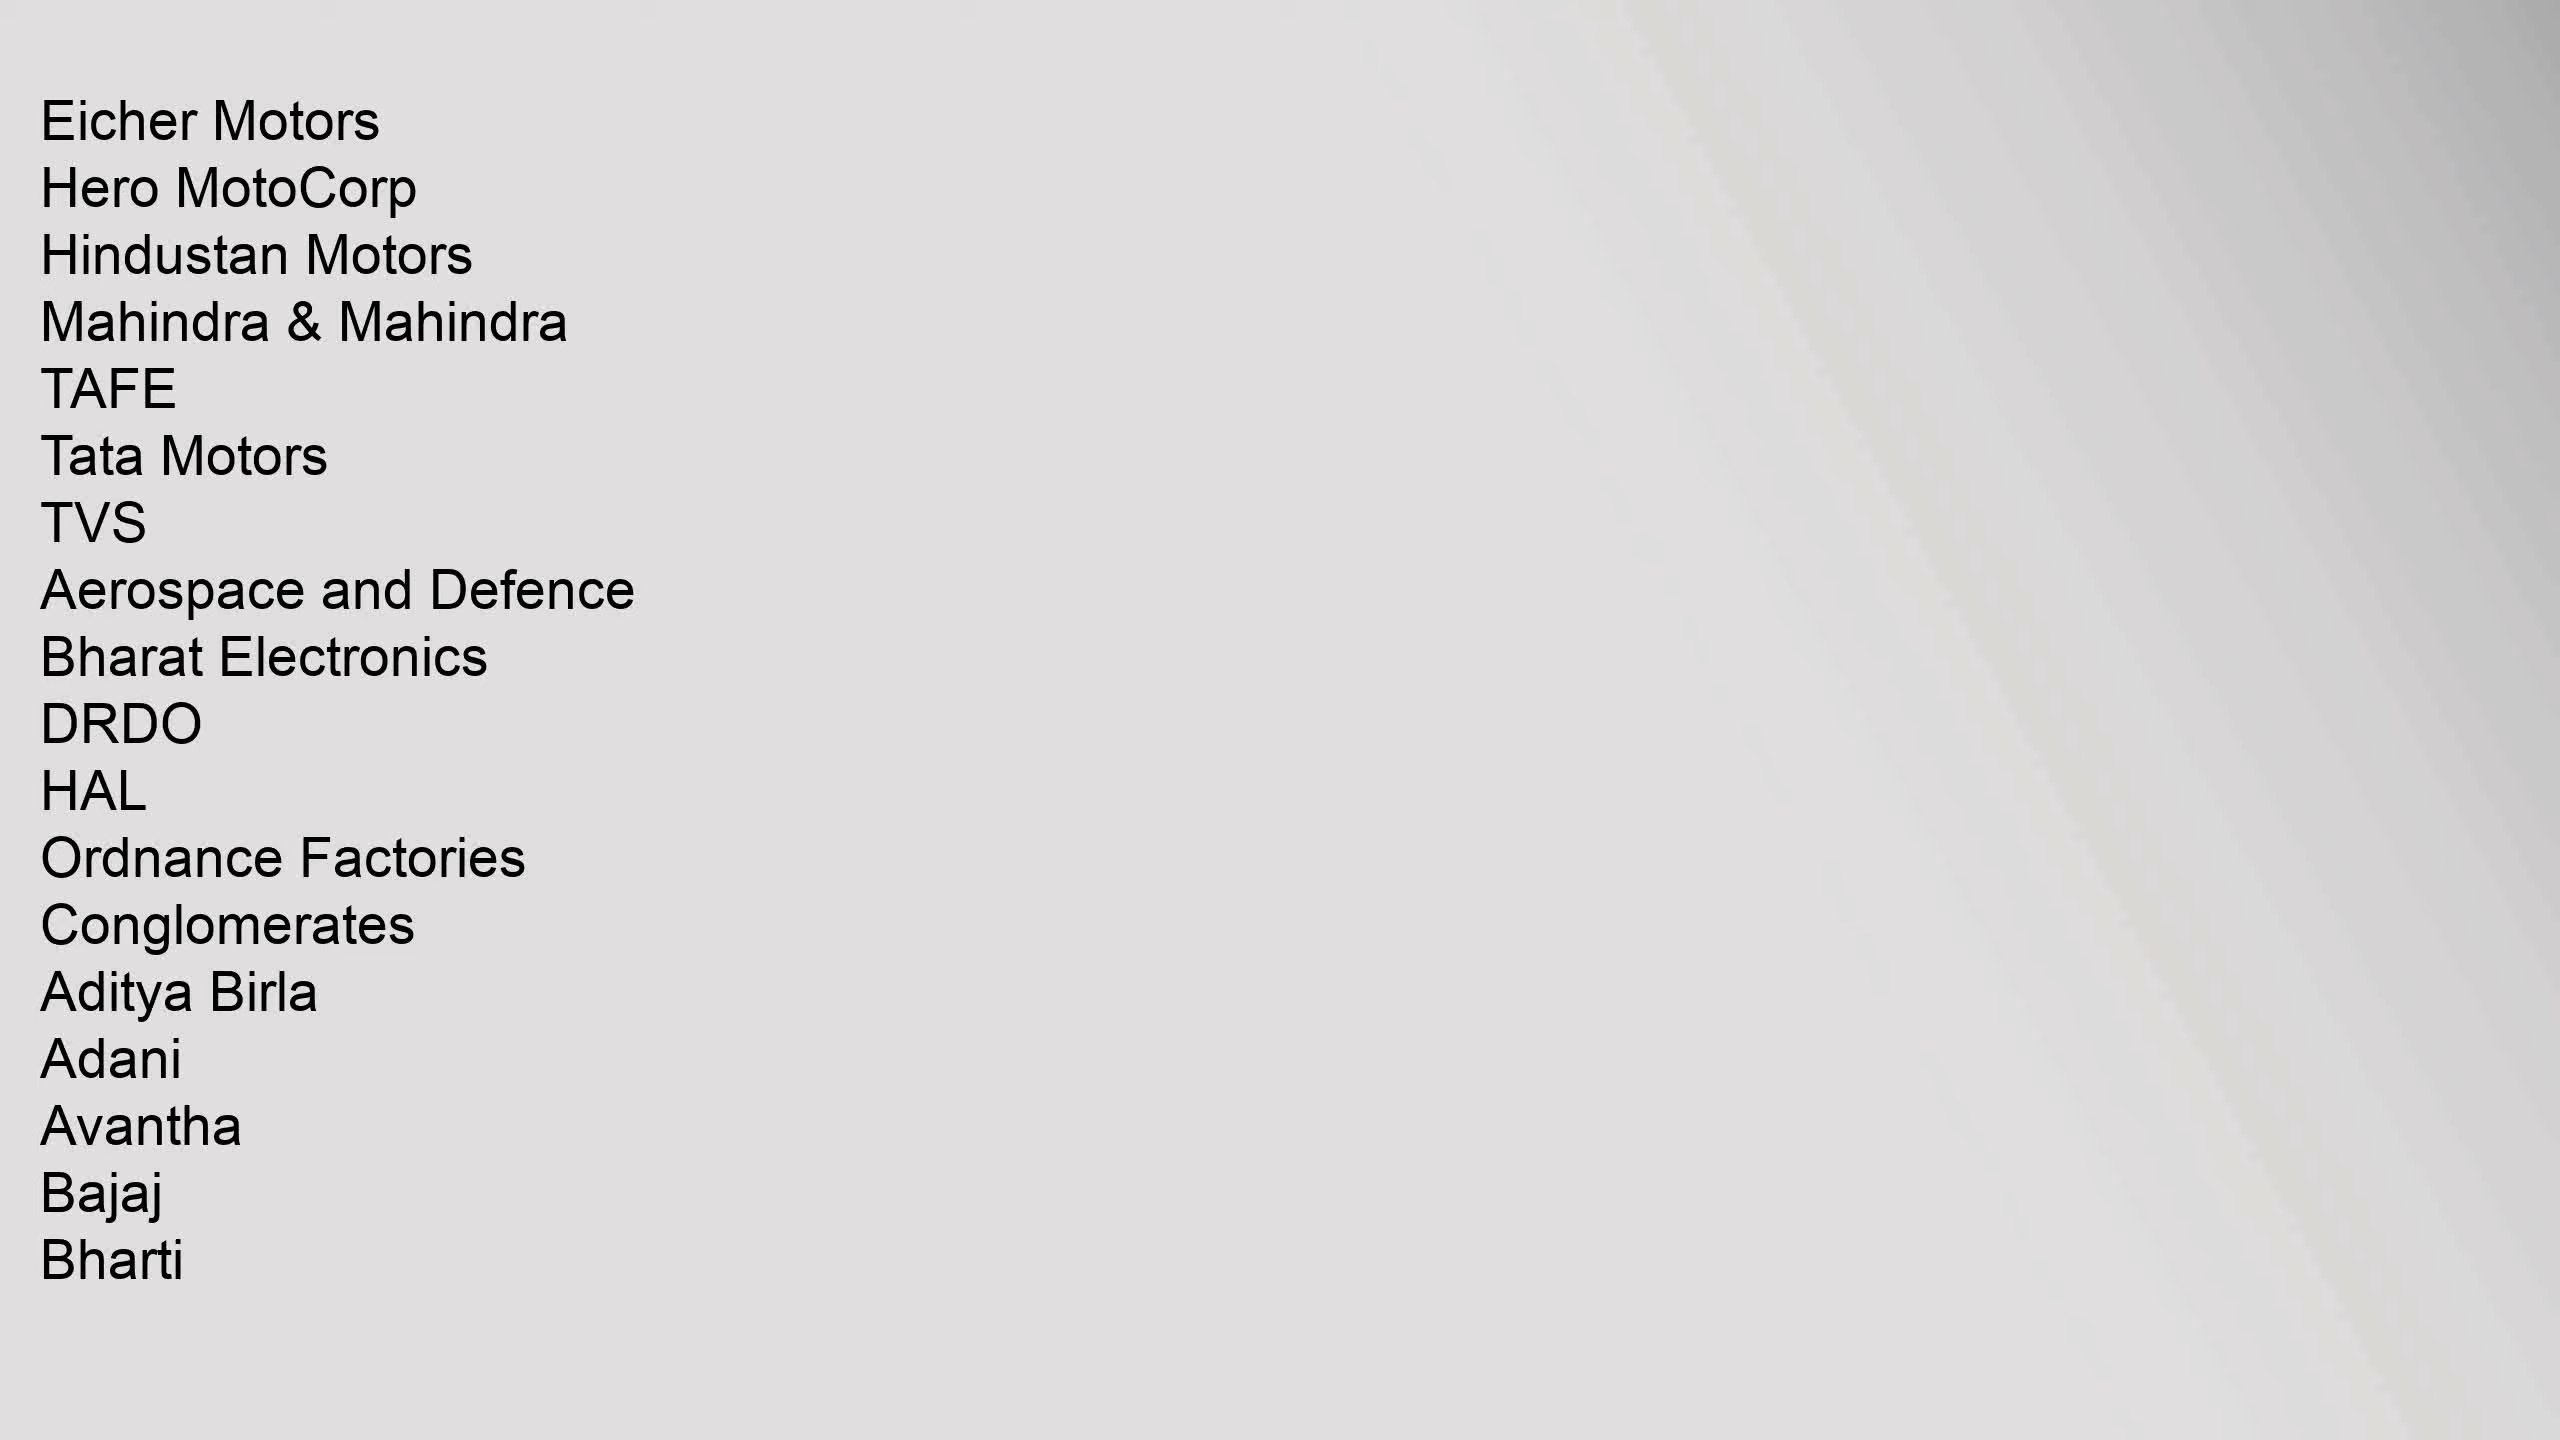 Eicher Motors
Hero MotoCorp
Hindustan Motors
Mahindra & Mahindra
TAFE
Tata Motors
TVS
Aerospace and Defence
Bharat Electronics
DRDO
HAL
Ordnance Factories
Conglomerates
Aditya Birla
Adani
Avantha
Bajaj
Bharti